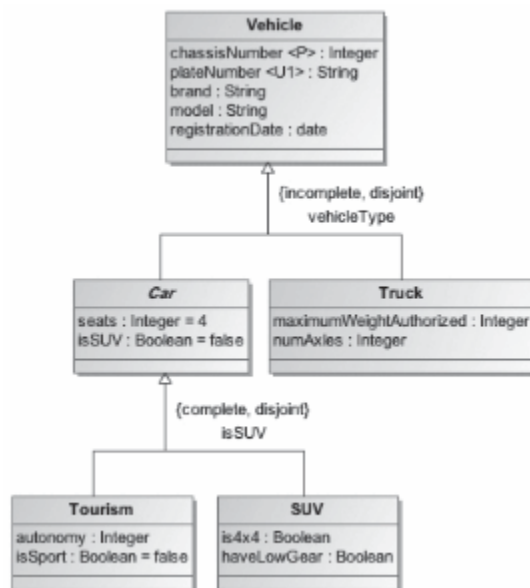 Vehicle
chassisNumber <P> : Integer
plateNumber <U1> : String
brand : String
model : String
registrationDate : date
{incomplete, disjoint}
vehicleType
Car
seats : Integer = 4
isSUV : Boolean = false
Truck
maximumWeightAuthorized : Integer
numAxles : Integer
{complete, disjoint}
isSUV
Tourism
autonomy : Integer
isSport : Boolean = false
SUV
is4x4 : Boolean
haveLowGear : Boolean